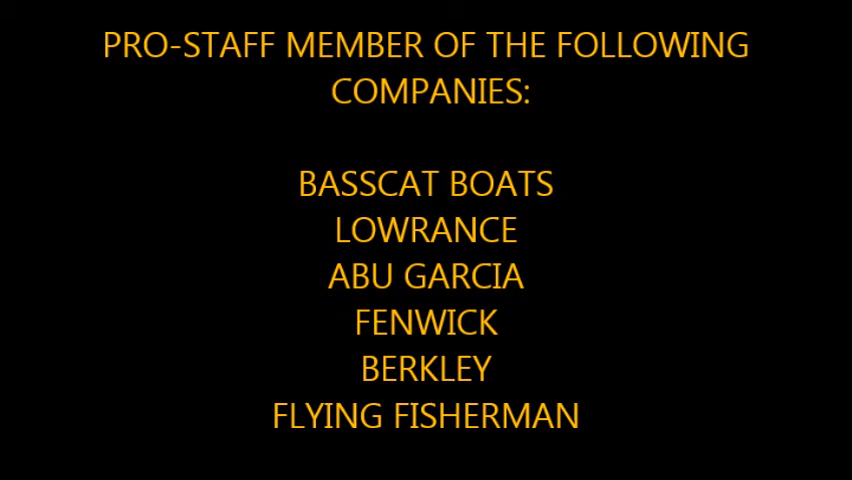 PRO-STAFF MEMBER OF THE FOLLOWING
COMPANIES:
BASSCAT BOATS
LOWRANCE
ABU GARCIA
FENWICK
BERKLEY
FLYING FISHERMAN